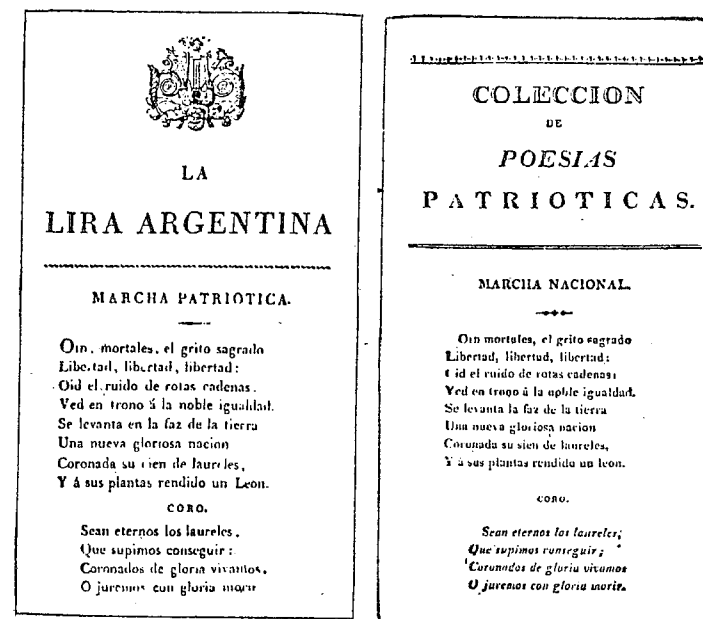 LA
LIRA ARGENTINA
MARCHA PATRIOTICA.
OID, mortales, el grito sagrado
Libertad, libertad, libertad:
Oid el ruido de rotas cadenas.
Ved en trono á la noble igualdad.
Se levanta en la faz de la tierra
Una nueva gloriosa nacion
Coronada su sien de laureles,
Y á sus plantas rendido un Leon.
CORO.
Sean eternos los laureles,
Que supimos conseguir:
Coronados de gloria vivamos,
O juremos con gloria morir
COLECCION
DE
POESIAS
PATRIOTICAS.
MARCHA NACIONAL.
OID mortales, el grito sagrado
Libertad, libertad, libertad:
Oid el ruido de rotas cadenas:
Ved en trono á la noble igualdad.
Se levanta la faz de la tierra
Una nueva gloriosa nacion
Coronada su sien de laureles,
Y à sus plantas rendido un leon.
CORO.
Sean eternos los laureles;
Que supimos conseguir;
Coronados de gloria vivamos
O juremos con gloria morir.